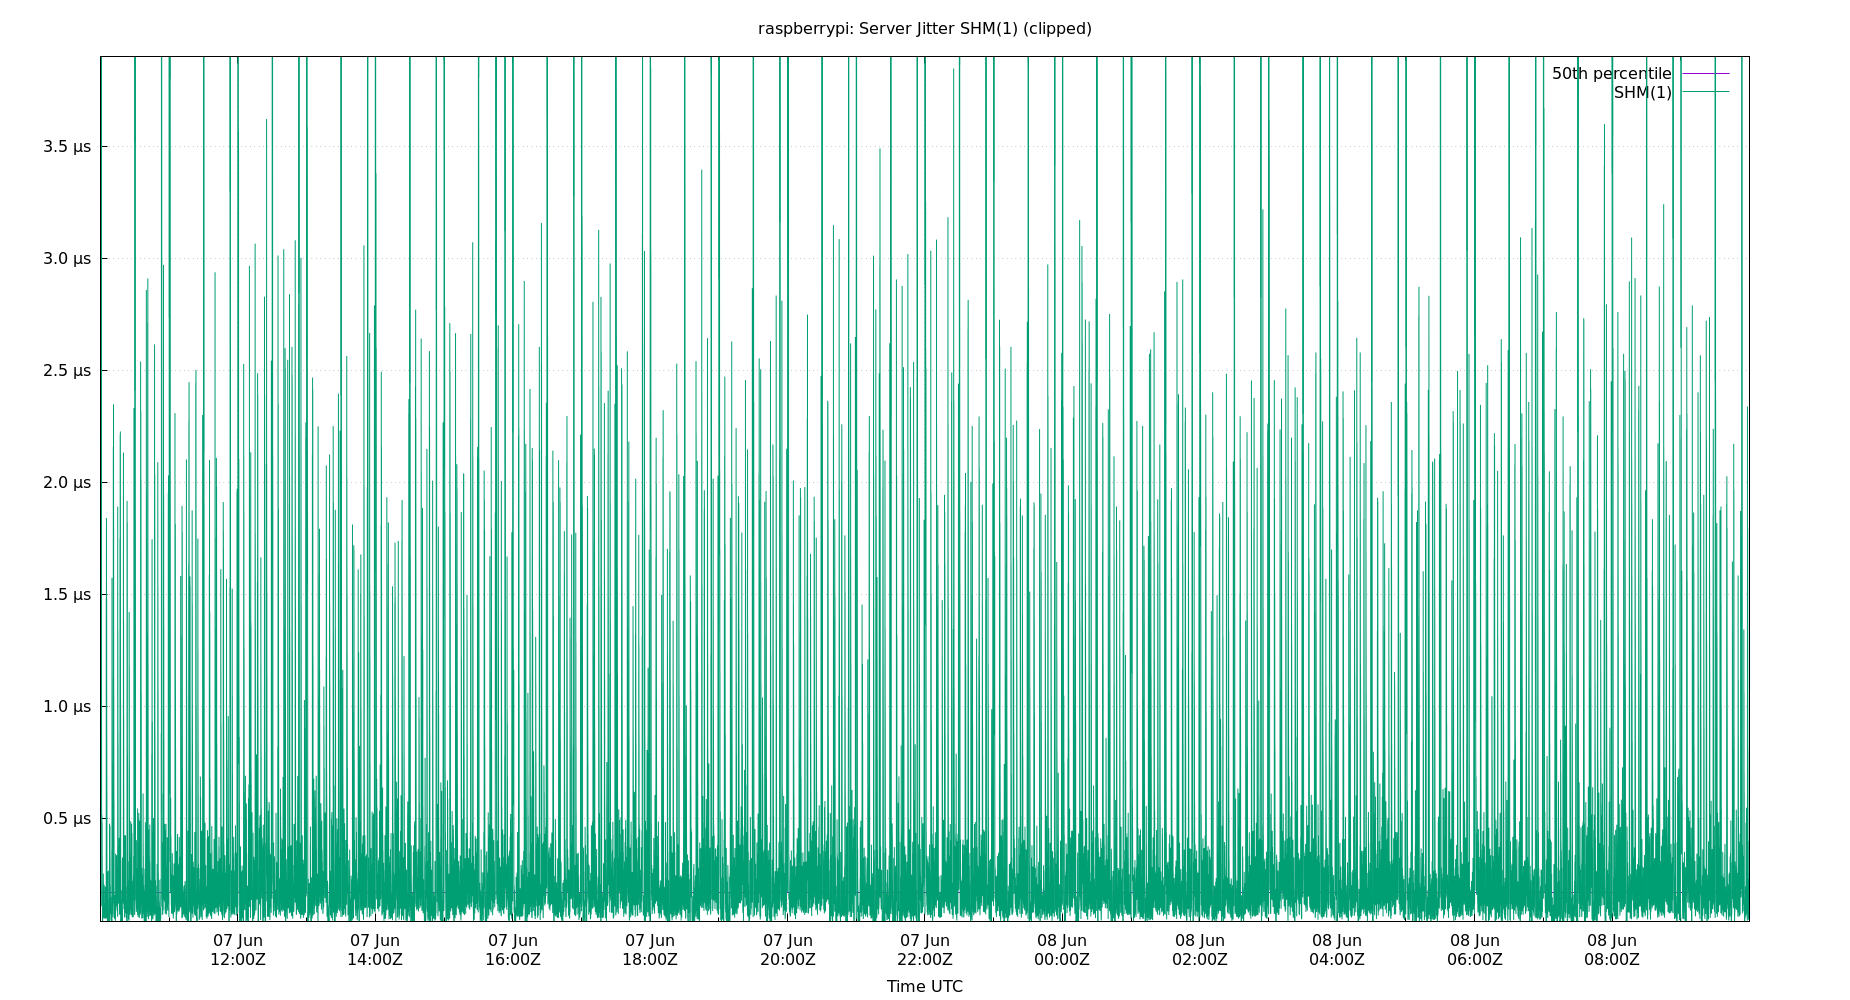 raspberrypi: Server Jitter SHM(1) (clipped)
50th percentile
SHM(1)
3.5 µs
3.0 µs
2.5 µs
2.0 µs
1.5 µs
1.0 µs
0.5 µs
07 Jun 07 Jun 07 Jun 07 Jun 07 Jun 07 Jun 08 Jun 08 Jun 08 Jun 08 Jun 08 Jun
12:00Z 14:00Z 16:00Z 18:00Z 20:00Z 22:00Z 00:00Z 02:00Z 04:00Z 06:00Z 08:00Z
Time UTC